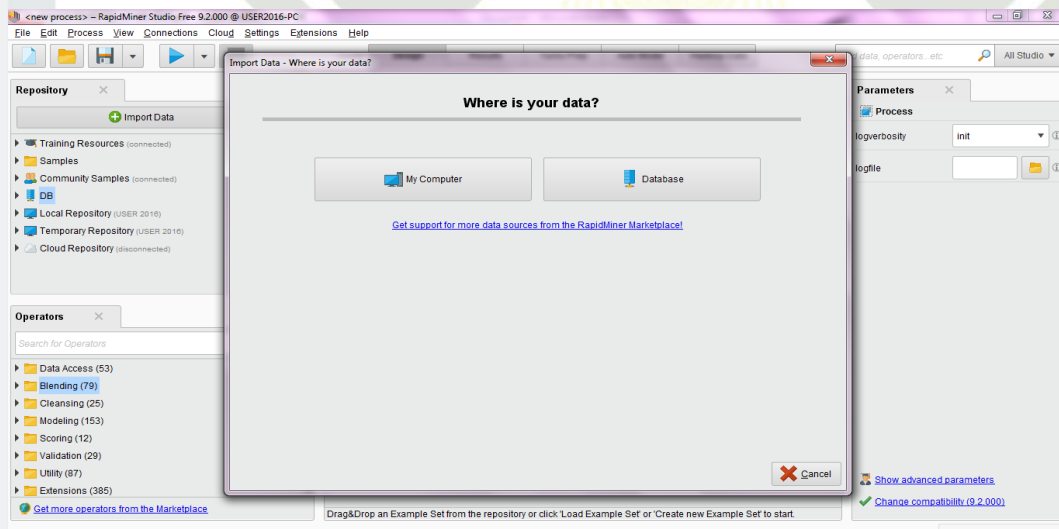 <new process> – RapidMiner Studio Free 9.2.000 @ USER2016-PC
File Edit Process View Connections Cloud Settings Extensions Help
Import Data - Where is your data?
data, operators...etc
All Studio
Repository
Import Data
Training Resources (connected)
Samples
Community Samples (connected)
DB
Local Repository (USER 2016)
Temporary Repository (USER 2016)
Cloud Repository (disconnected)
Operators
Search for Operators
Data Access (53)
Blending (79)
Cleansing (25)
Modeling (153)
Scoring (12)
Validation (29)
Utility (87)
Extensions (385)
Get more operators from the Marketplace
Where is your data?
My Computer
Database
Get support for more data sources from the RapidMiner Marketplace!
Cancel
Drag&Drop an Example Set from the repository or click 'Load Example Set' or 'Create new Example Set' to start.
Parameters
Process
logverbosity
init
logfile
Show advanced parameters
Change compatibility (9.2.000)